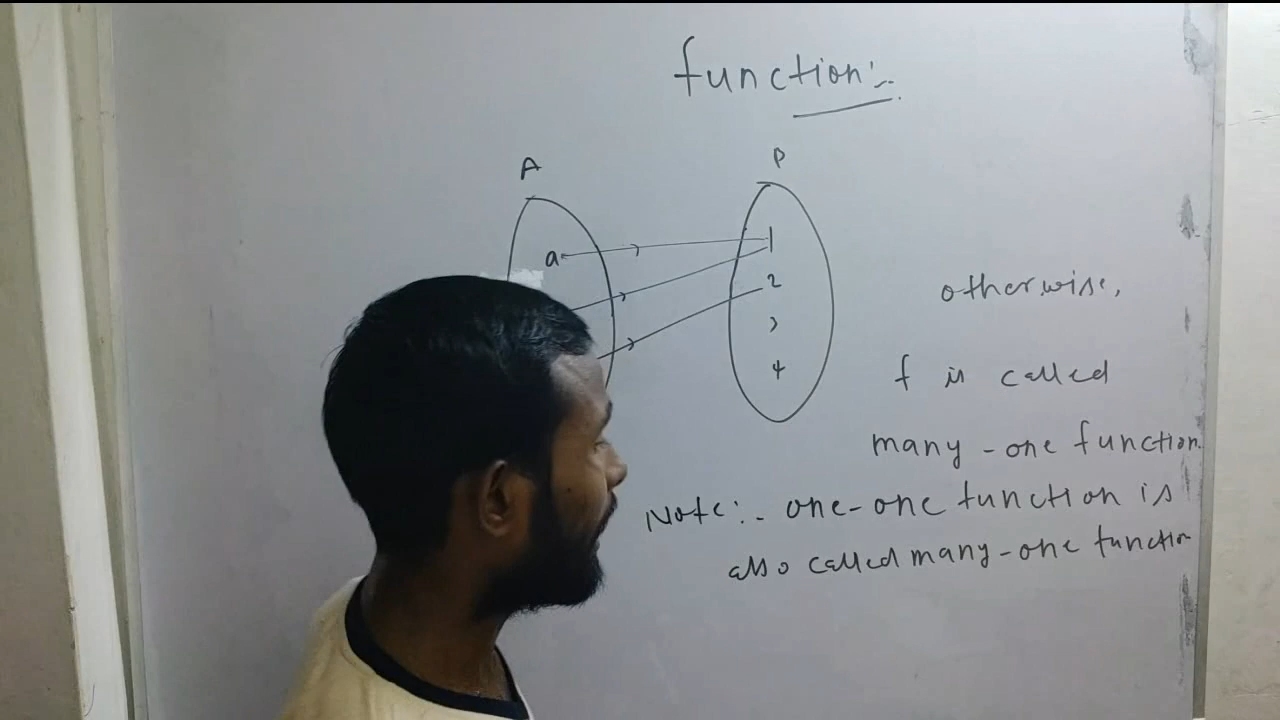 function:-
A
P
a
1
2
3
4
otherwise,
f is called
many-one function.
Note:- one-one function is
also called many-one function